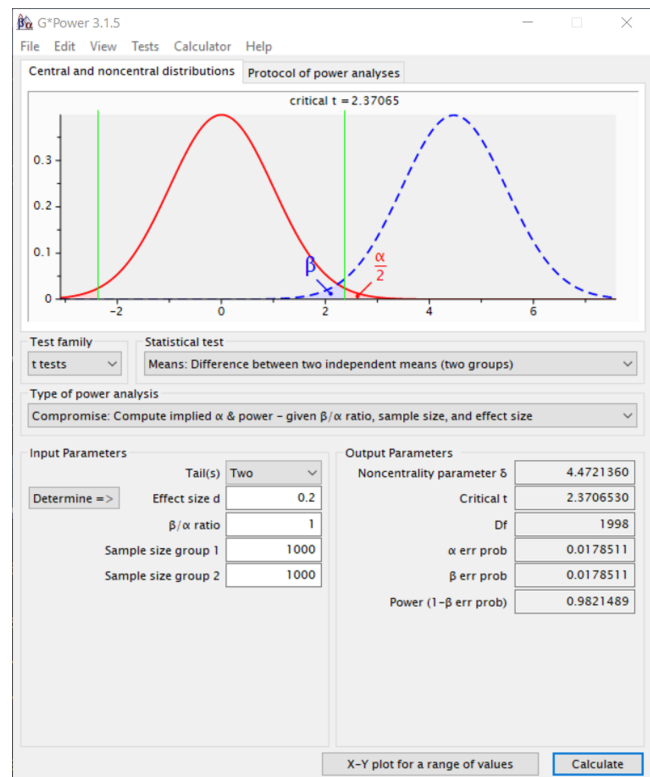 βα G*Power 3.1.5
File Edit View Tests Calculator Help
Central and noncentral distributions Protocol of power analyses
critical t = 2.37065
0.3
0.2
0.1
0
β α/2
-2 0 2 4 6
Test family Statistical test
t tests Means: Difference between two independent means (two groups)
Type of power analysis
Compromise: Compute implied α & power – given β/α ratio, sample size, and effect size
Input Parameters Output Parameters
Tail(s) Two Noncentrality parameter δ 4.4721360
Determine => Effect size d 0.2 Critical t 2.3706530
β/α ratio 1 Df 1998
Sample size group 1 1000 α err prob 0.0178511
Sample size group 2 1000 β err prob 0.0178511
Power (1-β err prob) 0.9821489
X-Y plot for a range of values Calculate